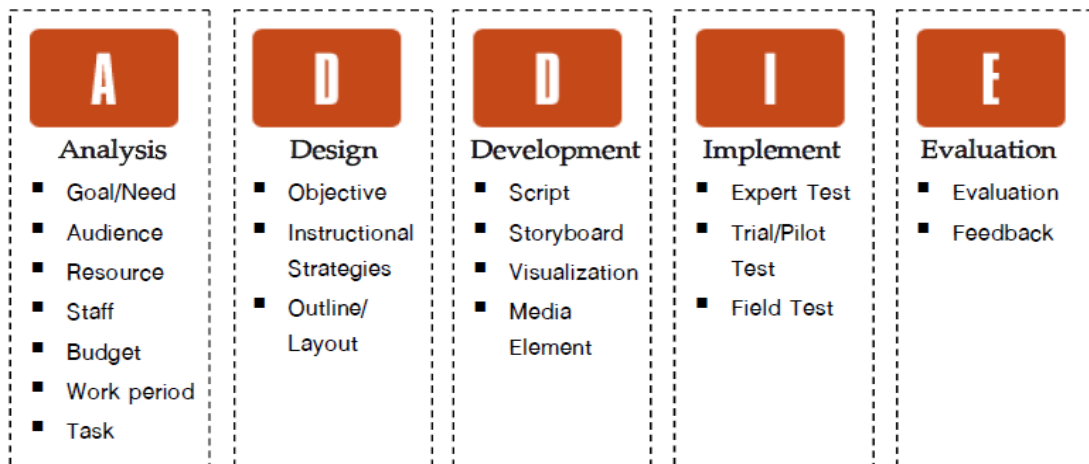 A
Analysis
Goal/Need
Audience
Resource
Staff
Budget
Work period
Task
D
Design
Objective
Instructional
Strategies
Outline/
Layout
D
Development
Script
Storyboard
Visualization
Media
Element
I
Implement
Expert Test
Trial/Pilot
Test
Field Test
E
Evaluation
Evaluation
Feedback